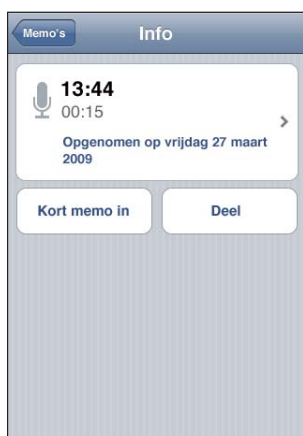 Memo's
Info
13:44
00:15
Opgenomen op vrijdag 27 maart
2009
Kort memo in
Deel